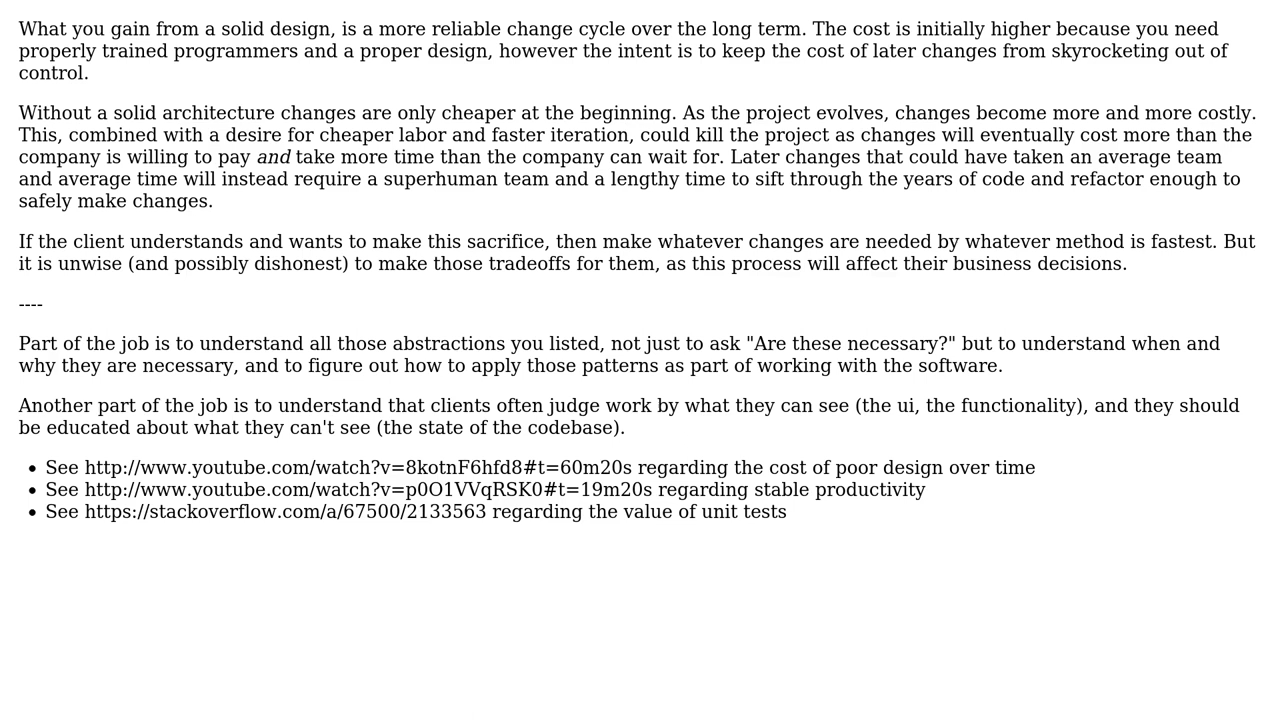 What you gain from a solid design, is a more reliable change cycle over the long term. The cost is initially higher because you need
properly trained programmers and a proper design, however the intent is to keep the cost of later changes from skyrocketing out of
control.
Without a solid architecture changes are only cheaper at the beginning. As the project evolves, changes become more and more costly.
This, combined with a desire for cheaper labor and faster iteration, could kill the project as changes will eventually cost more than the
company is willing to pay and take more time than the company can wait for. Later changes that could have taken an average team
and average time will instead require a superhuman team and a lengthy time to sift through the years of code and refactor enough to
safely make changes.
If the client understands and wants to make this sacrifice, then make whatever changes are needed by whatever method is fastest. But
it is unwise (and possibly dishonest) to make those tradeoffs for them, as this process will affect their business decisions.
----
Part of the job is to understand all those abstractions you listed, not just to ask "Are these necessary?" but to understand when and
why they are necessary, and to figure out how to apply those patterns as part of working with the software.
Another part of the job is to understand that clients often judge work by what they can see (the ui, the functionality), and they should
be educated about what they can't see (the state of the codebase).
• See http://www.youtube.com/watch?v=8kotnF6hfd8#t=60m20s regarding the cost of poor design over time
• See http://www.youtube.com/watch?v=p0O1VVqRSK0#t=19m20s regarding stable productivity
• See https://stackoverflow.com/a/67500/2133563 regarding the value of unit tests